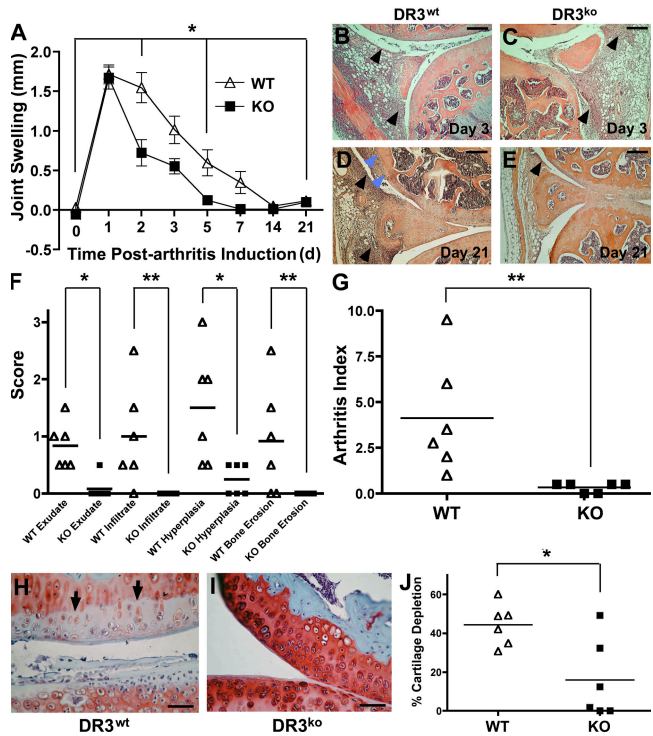 A
*
Joint Swelling (mm)
2.0
1.5
1.0
0.5
0.0
-0.5
WT
KO
0 1 2 3 5 7 14 21
Time Post-arthritis Induction (d)
DR3wt
DR3ko
B
Day 3
C
Day 3
D
Day 21
E
Day 21
F
Score
3
2
1
0
* ** * **
WT Exudate
KO Exudate
WT Infiltrate
KO Infiltrate
WT Hyperplasia
KO Hyperplasia
WT Bone Erosion
KO Bone Erosion
G
**
Arthritis Index
10.0
7.5
5.0
2.5
0
WT KO
H
DR3wt
I
DR3ko
J
*
% Cartilage Depletion
60
40
20
0
WT KO